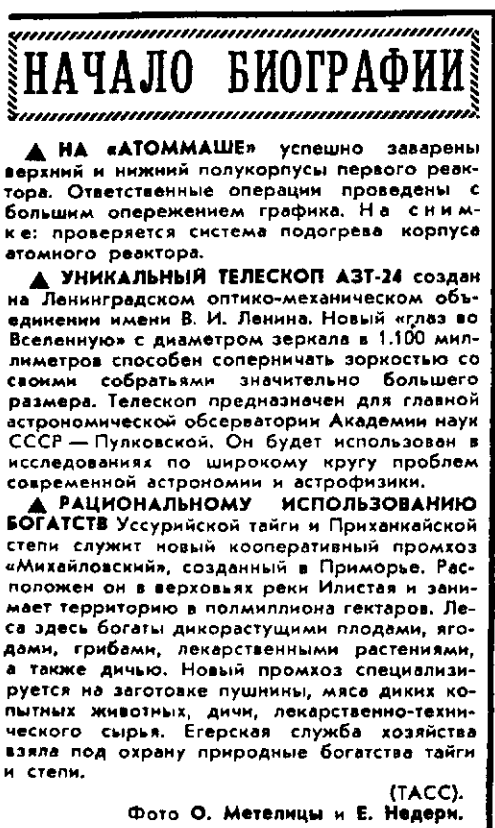 НАЧАЛО БИОГРАФИИ
▲ НА «АТОММАШЕ» успешно заварены
верхний и нижний полукорпусы первого реак-
тора. Ответственные операции проведены с
большим опережением графика. На сним-
ке: проверяется система подогрева корпуса
атомного реактора.
▲ УНИКАЛЬНЫЙ ТЕЛЕСКОП АЗТ-24 создан
на Ленинградском оптико-механическом объ-
единении имени В. И. Ленина. Новый «глаз во
Вселенную» с диаметром зеркала в 1.100 мил-
лиметров способен соперничать зоркостью со
своими собратьями значительно большего
размера. Телескоп предназначен для главной
астрономической обсерватории Академии наук
СССР — Пулковской. Он будет использован в
исследованиях по широкому кругу проблем
современной астрономии и астрофизики.
▲ РАЦИОНАЛЬНОМУ ИСПОЛЬЗОВАНИЮ
БОГАТСТВ Уссурийской тайги и Приханкайской
степи служит новый кооперативный промхоз
«Михайловский», созданный в Приморье. Рас-
положен он в верховьях реки Илистая и зани-
мает территорию в полмиллиона гектаров. Ле-
са здесь богаты дикорастущими плодами, яго-
дами, грибами, лекарственными растениями,
а также дичью. Новый промхоз специализи-
руется на заготовке пушнины, мяса диких ко-
пытных животных, дичи, лекарственно-техни-
ческого сырья. Егерская служба хозяйства
взяла под охрану природные богатства тайги
и степи.
(ТАСС).
Фото О. Метелицы и Е. Недери.